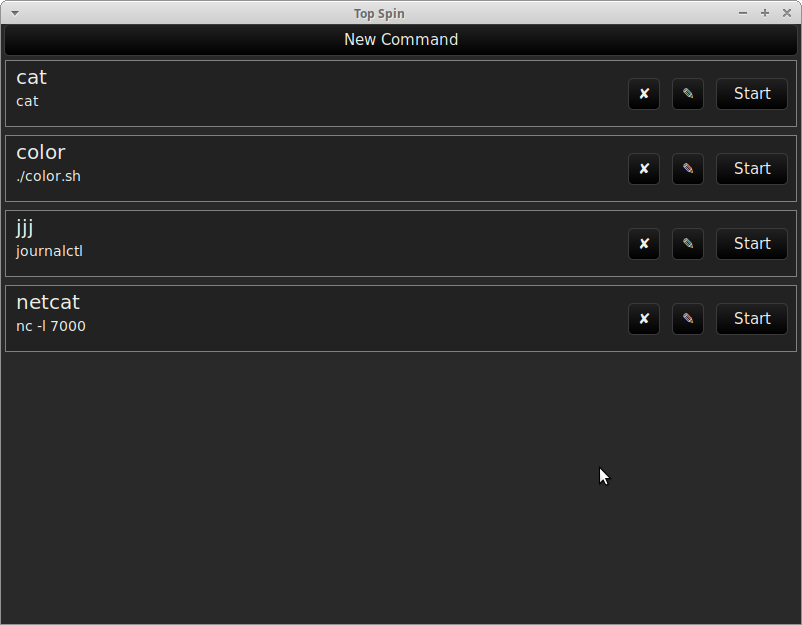 Top Spin
New Command
cat
cat
✘ ✎ Start
color
./color.sh
✘ ✎ Start
jjj
journalctl
✘ ✎ Start
netcat
nc -l 7000
✘ ✎ Start